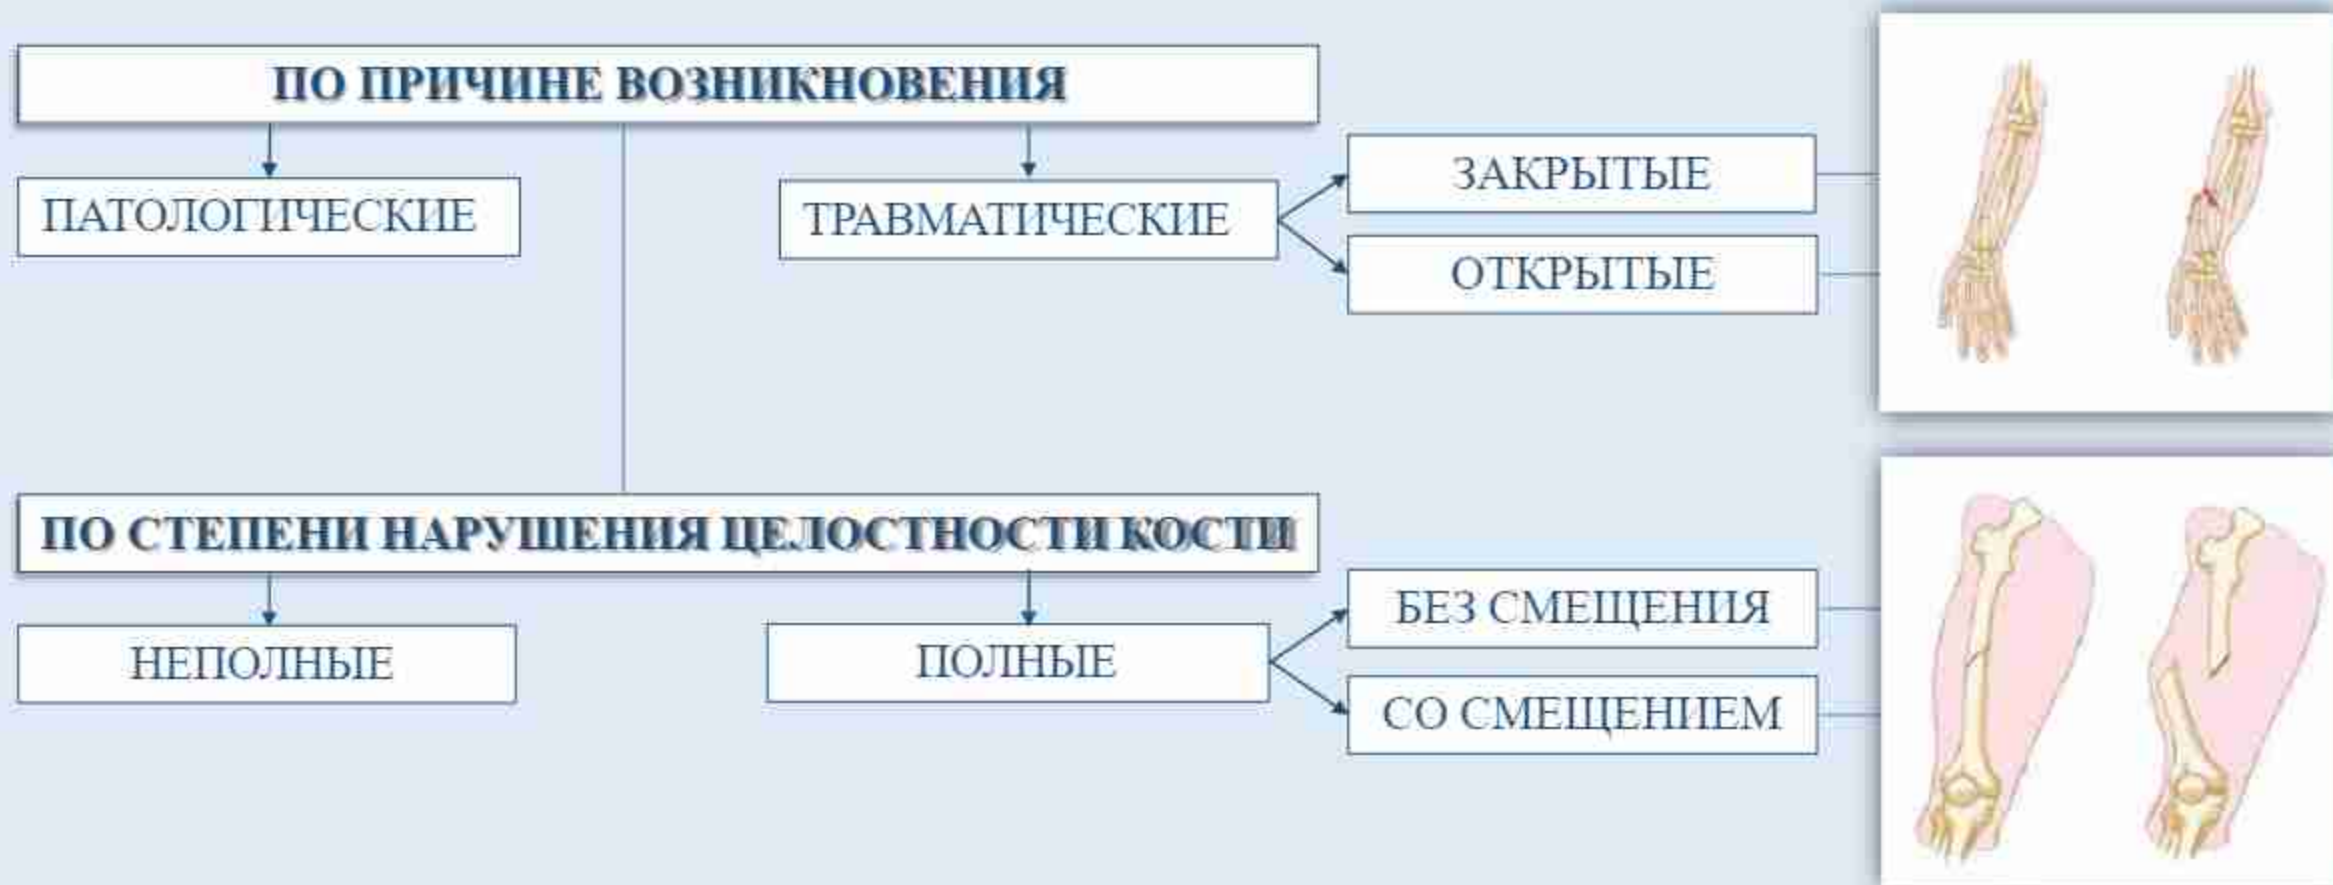 ПО ПРИЧИНЕ ВОЗНИКНОВЕНИЯ
ПАТОЛОГИЧЕСКИЕ
ТРАВМАТИЧЕСКИЕ
ЗАКРЫТЫЕ
ОТКРЫТЫЕ
ПО СТЕПЕНИ НАРУШЕНИЯ ЦЕЛОСТНОСТИ КОСТИ
НЕПОЛНЫЕ
ПОЛНЫЕ
БЕЗ СМЕЩЕНИЯ
СО СМЕЩЕНИЕМ